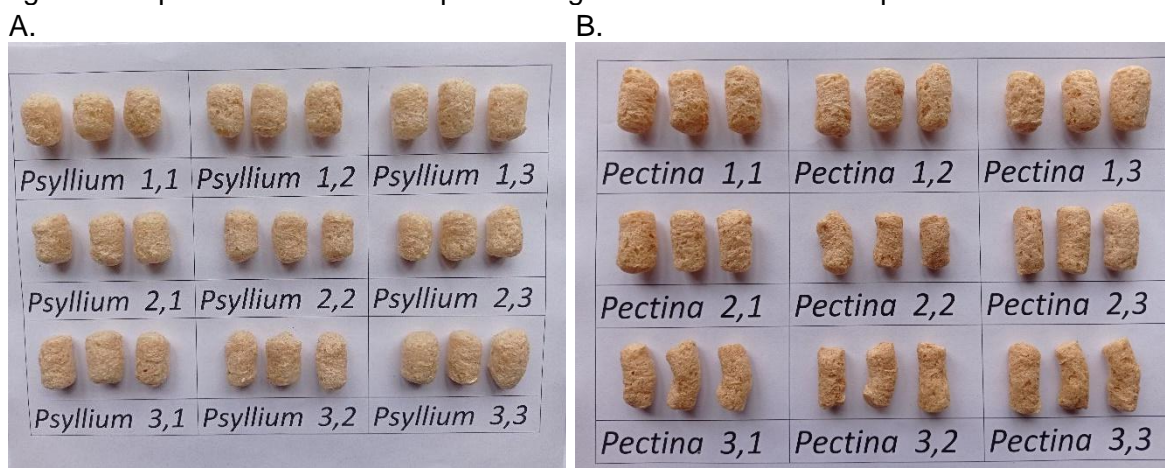 A.
B.
Psyllium 1,1 Psyllium 1,2 Psyllium 1,3
Psyllium 2,1 Psyllium 2,2 Psyllium 2,3
Psyllium 3,1 Psyllium 3,2 Psyllium 3,3
Pectina 1,1 Pectina 1,2 Pectina 1,3
Pectina 2,1 Pectina 2,2 Pectina 2,3
Pectina 3,1 Pectina 3,2 Pectina 3,3